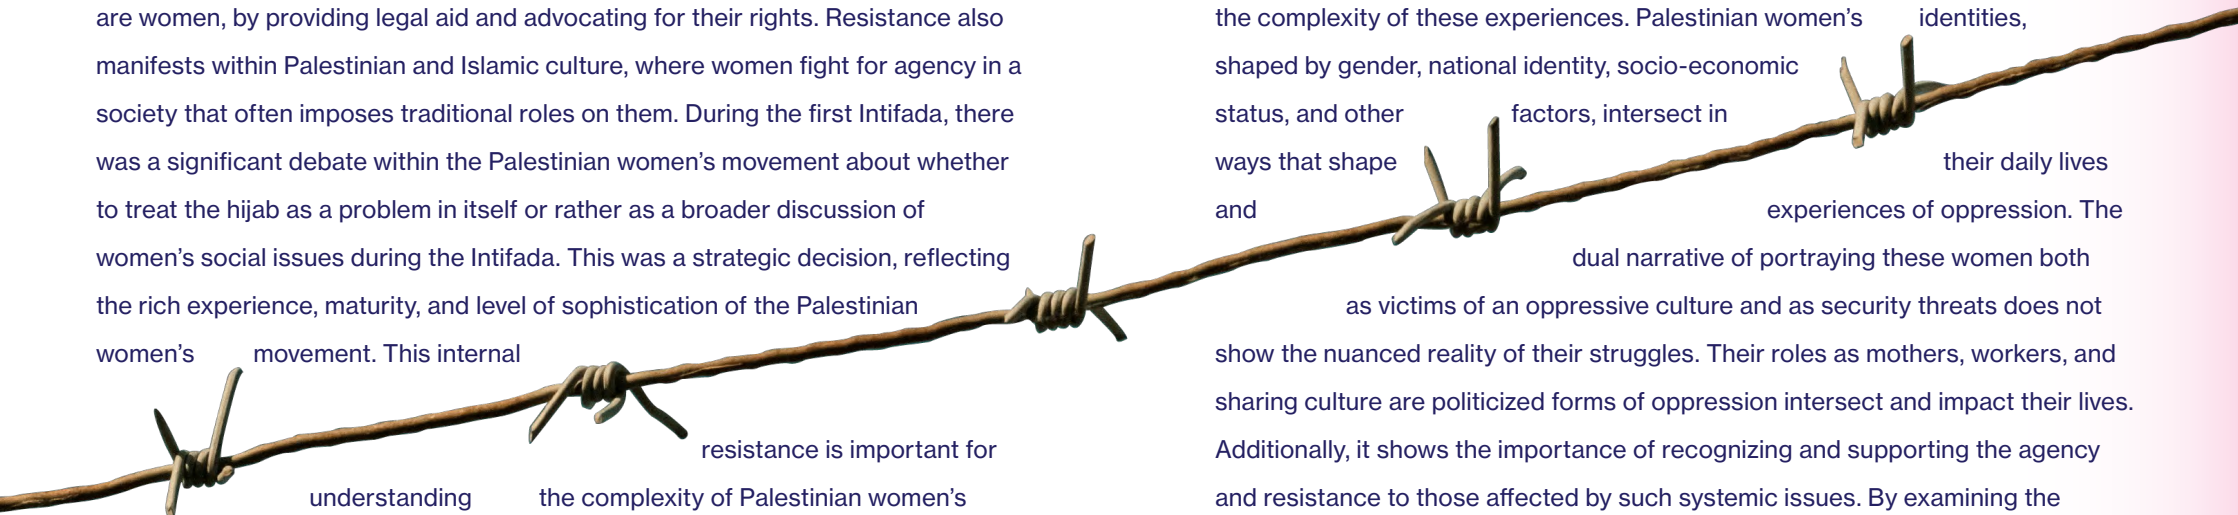 are women, by providing legal aid and advocating for their rights. Resistance also
manifests within Palestinian and Islamic culture, where women fight for agency in a
society that often imposes traditional roles on them. During the first Intifada, there
was a significant debate within the Palestinian women’s movement about whether
to treat the hijab as a problem in itself or rather as a broader discussion of
women’s social issues during the Intifada. This was a strategic decision, reflecting
the rich experience, maturity, and level of sophistication of the Palestinian
women’s movement. This internal
resistance is important for
understanding the complexity of Palestinian women’s
the complexity of these experiences. Palestinian women’s identities,
shaped by gender, national identity, socio-economic
status, and other factors, intersect in
ways that shape their daily lives
and experiences of oppression. The
dual narrative of portraying these women both
as victims of an oppressive culture and as security threats does not
show the nuanced reality of their struggles. Their roles as mothers, workers, and
sharing culture are politicized forms of oppression intersect and impact their lives.
Additionally, it shows the importance of recognizing and supporting the agency
and resistance to those affected by such systemic issues. By examining the